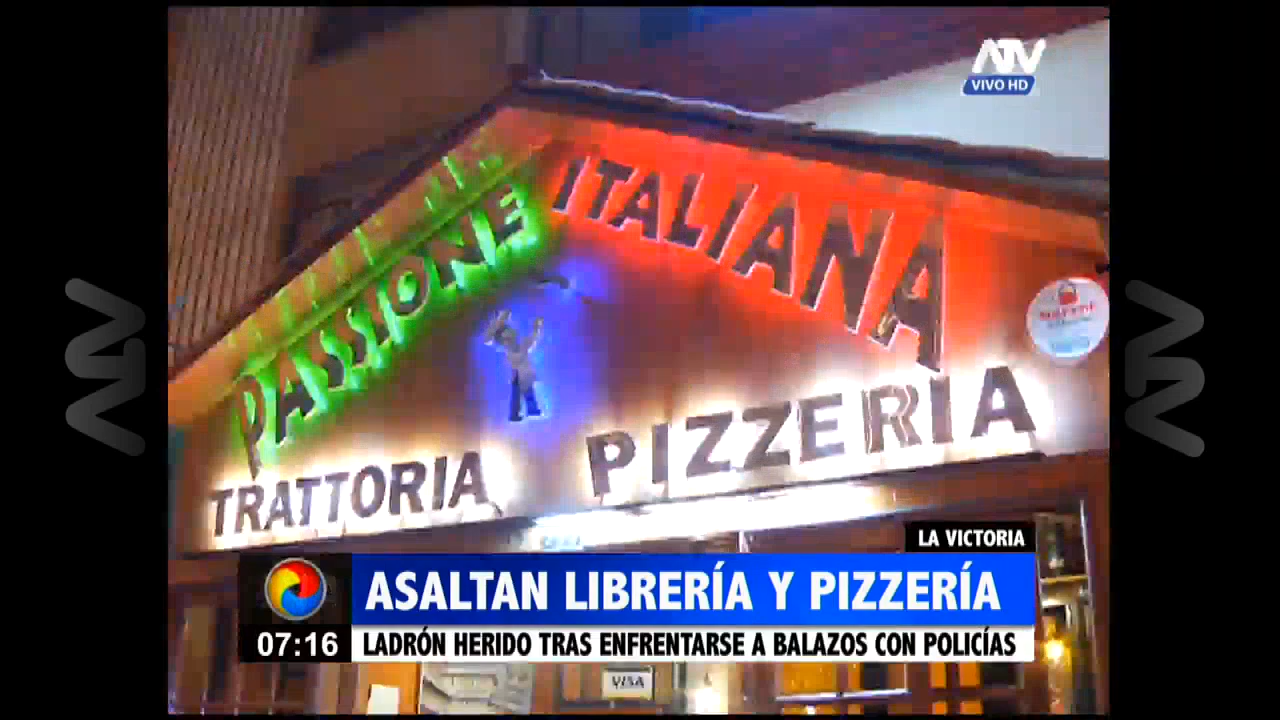 ATV
VIVO HD
PASSIONE ITALIANA
TRATTORIA PIZZERIA
LA VICTORIA
ASALTAN LIBRERÍA Y PIZZERÍA
07:16
LADRÓN HERIDO TRAS ENFRENTARSE A BALAZOS CON POLICÍAS
VISA